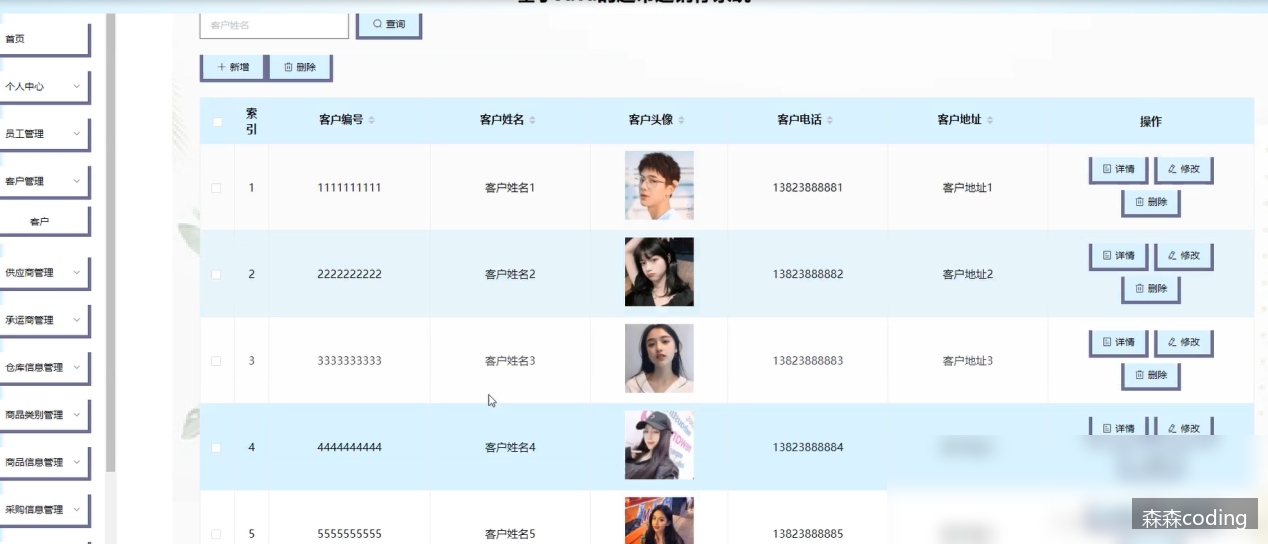 客户姓名
查询
首页
新增 删除
个人中心
员工管理
客户管理
客户
供应商管理
承运商管理
仓库信息管理
商品类别管理
商品信息管理
采购信息管理
索引 客户编号 客户姓名 客户头像 客户电话 客户地址 操作
1 1111111111 客户姓名1 13823888881 客户地址1 详情 修改
删除
2 2222222222 客户姓名2 13823888882 客户地址2 详情 修改
删除
3 3333333333 客户姓名3 13823888883 客户地址3 详情 修改
删除
4 4444444444 客户姓名4 13823888884 详情 修改
5 5555555555 客户姓名5 13823888885
森森coding